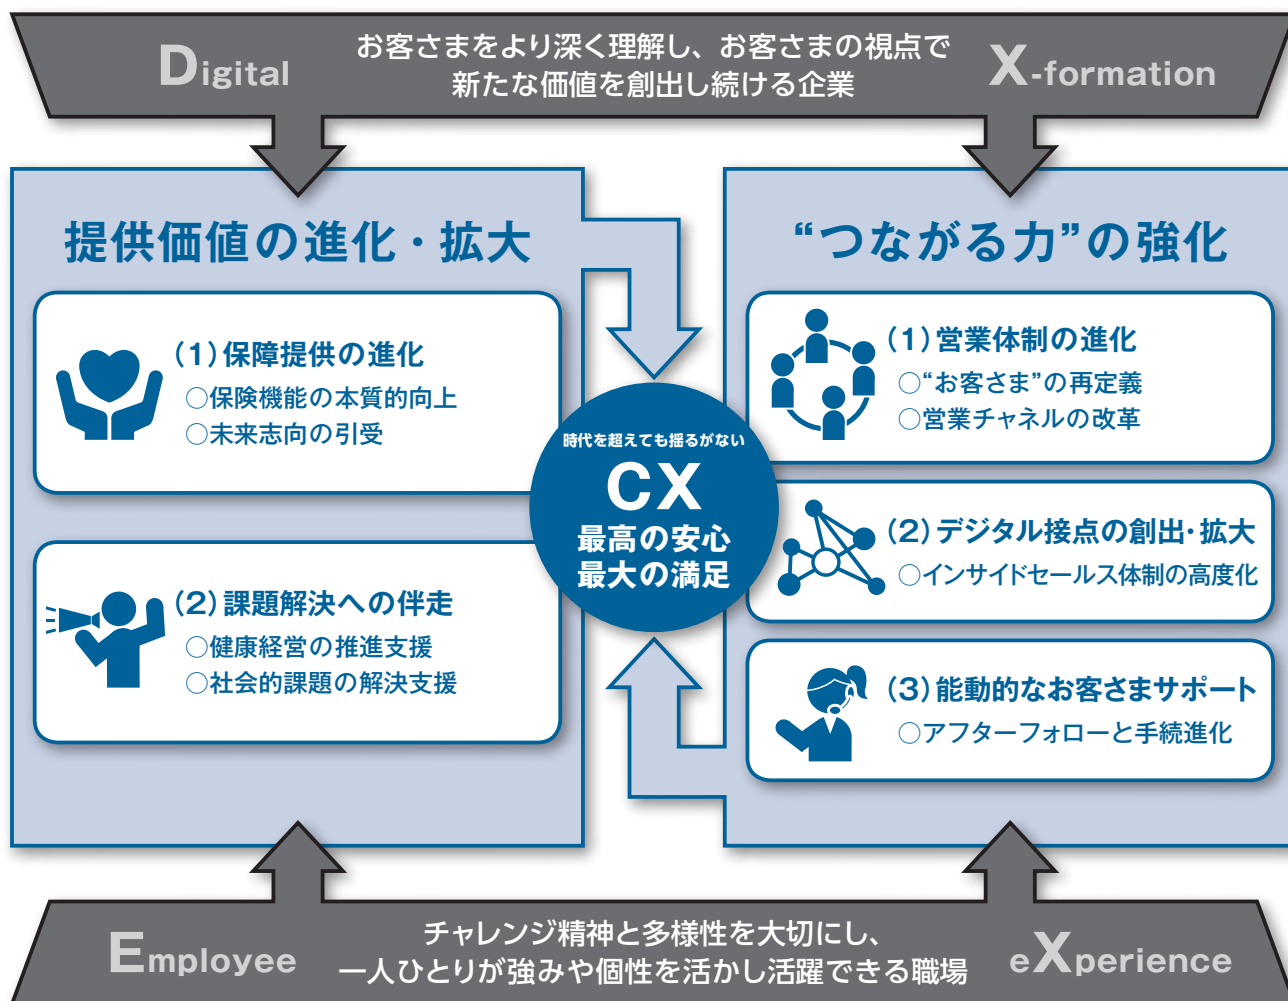 Digital
お客さまをより深く理解し、お客さまの視点で
新たな価値を創出し続ける企業
X-formation
提供価値の進化・拡大
(1)保障提供の進化
○保険機能の本質的向上
○未来志向の引受
(2)課題解決への伴走
○健康経営の推進支援
○社会的課題の解決支援
時代を超えても揺るがない
CX
最高の安心
最大の満足
“つながる力”の強化
(1)営業体制の進化
○“お客さま”の再定義
○営業チャネルの改革
(2)デジタル接点の創出・拡大
○インサイドセールス体制の高度化
(3)能動的なお客さまサポート
○アフターフォローと手続進化
Employee
チャレンジ精神と多様性を大切にし、
一人ひとりが強みや個性を活かし活躍できる職場
eXperience